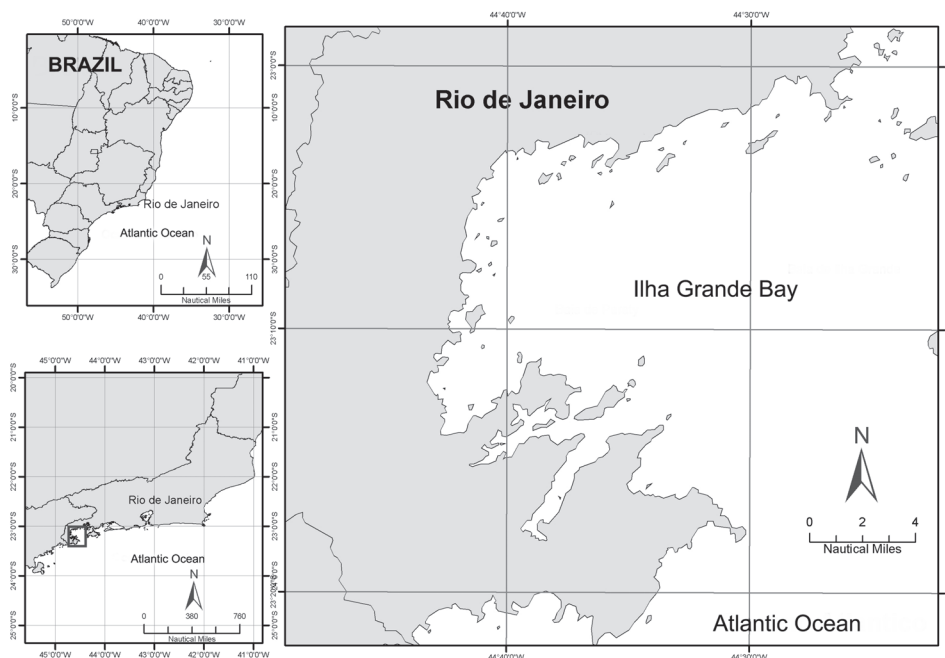 50°0'0"W 40°0'0"W 30°0'0"W
BRAZIL
10°0'0"S
20°0'0"S
30°0'0"S
Rio de Janeiro
Atlantic Ocean
N
0 55 110
Nautical Miles
50°0'0"W 40°0'0"W 30°0'0"W
45°0'0"W 44°0'0"W 43°0'0"W 42°0'0"W 41°0'0"W
20°0'0"S
21°0'0"S
22°0'0"S
23°0'0"S
24°0'0"S
25°0'0"S
Rio de Janeiro
Atlantic Ocean
N
0 380 760
Nautical Miles
45°0'0"W 44°0'0"W 43°0'0"W 42°0'0"W 41°0'0"W
44°40'0"W 44°30'0"W
23°0'0"S
23°10'0"S
Rio de Janeiro
Ilha Grande Bay
N
0 2 4
Nautical Miles
Atlantic Ocean
44°40'0"W 44°30'0"W